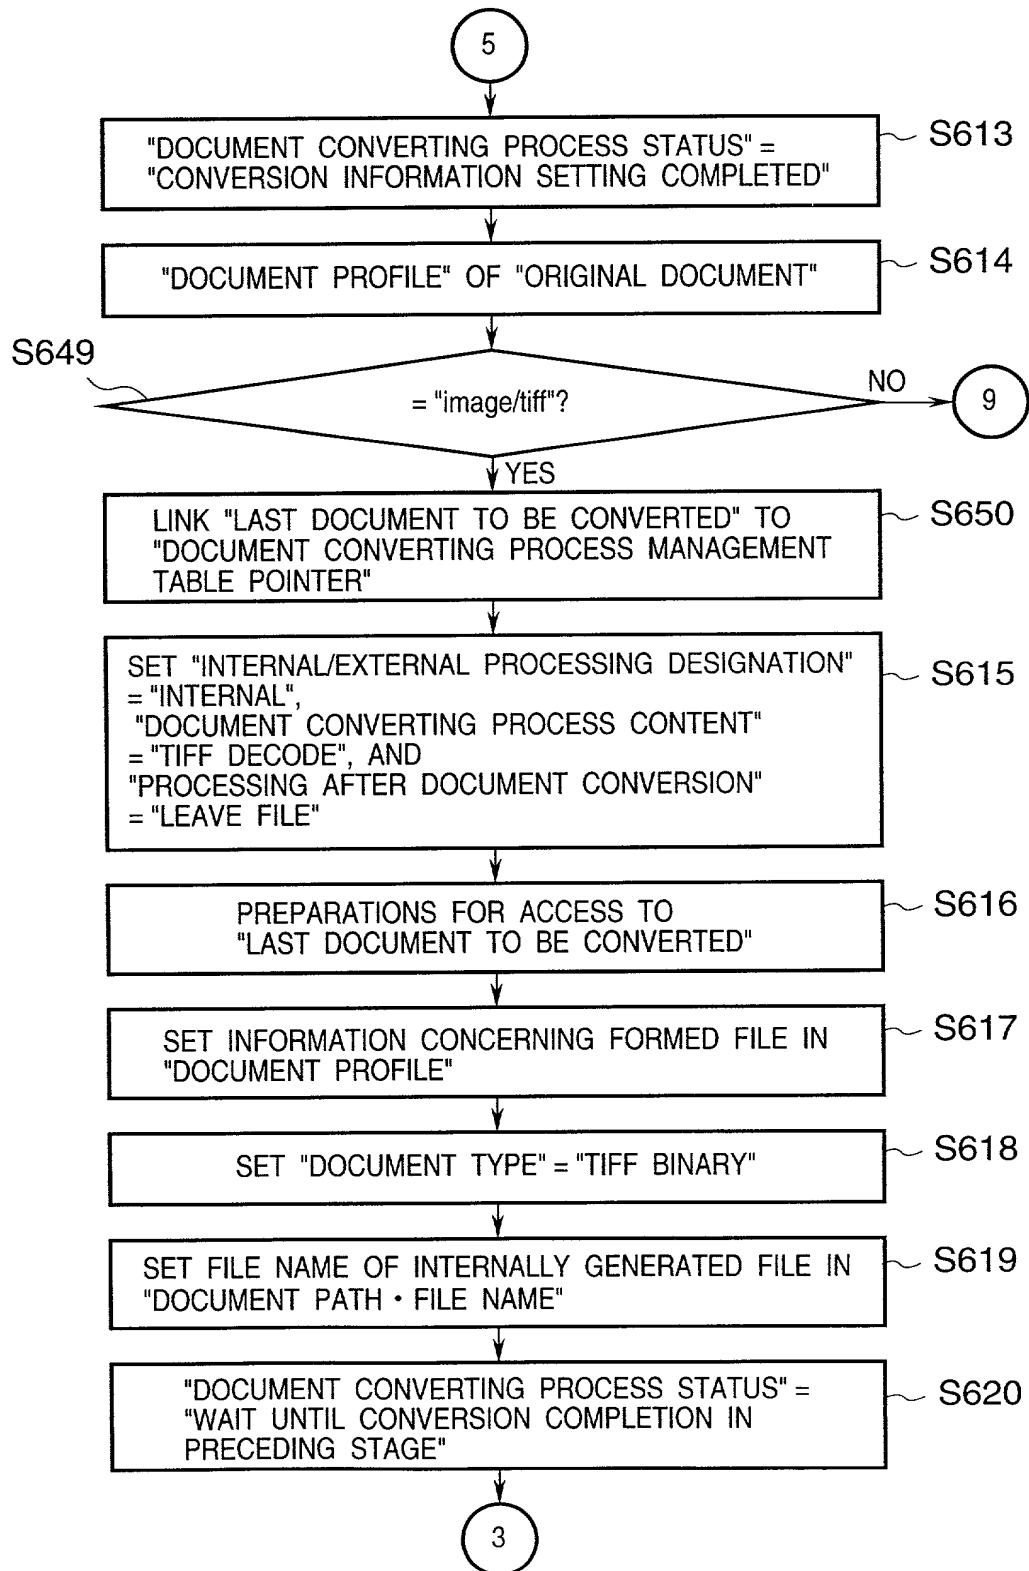 5
"DOCUMENT CONVERTING PROCESS STATUS" =
"CONVERSION INFORMATION SETTING COMPLETED"
S613
"DOCUMENT PROFILE" OF "ORIGINAL DOCUMENT"
S614
S649
= "image/tiff"?
NO
9
YES
LINK "LAST DOCUMENT TO BE CONVERTED" TO
"DOCUMENT CONVERTING PROCESS MANAGEMENT
TABLE POINTER"
S650
SET "INTERNAL/EXTERNAL PROCESSING DESIGNATION"
= "INTERNAL",
"DOCUMENT CONVERTING PROCESS CONTENT"
= "TIFF DECODE", AND
"PROCESSING AFTER DOCUMENT CONVERSION"
= "LEAVE FILE"
S615
PREPARATIONS FOR ACCESS TO
"LAST DOCUMENT TO BE CONVERTED"
S616
SET INFORMATION CONCERNING FORMED FILE IN
"DOCUMENT PROFILE"
S617
SET "DOCUMENT TYPE" = "TIFF BINARY"
S618
SET FILE NAME OF INTERNALLY GENERATED FILE IN
"DOCUMENT PATH · FILE NAME"
S619
"DOCUMENT CONVERTING PROCESS STATUS" =
"WAIT UNTIL CONVERSION COMPLETION IN
PRECEDING STAGE"
S620
3